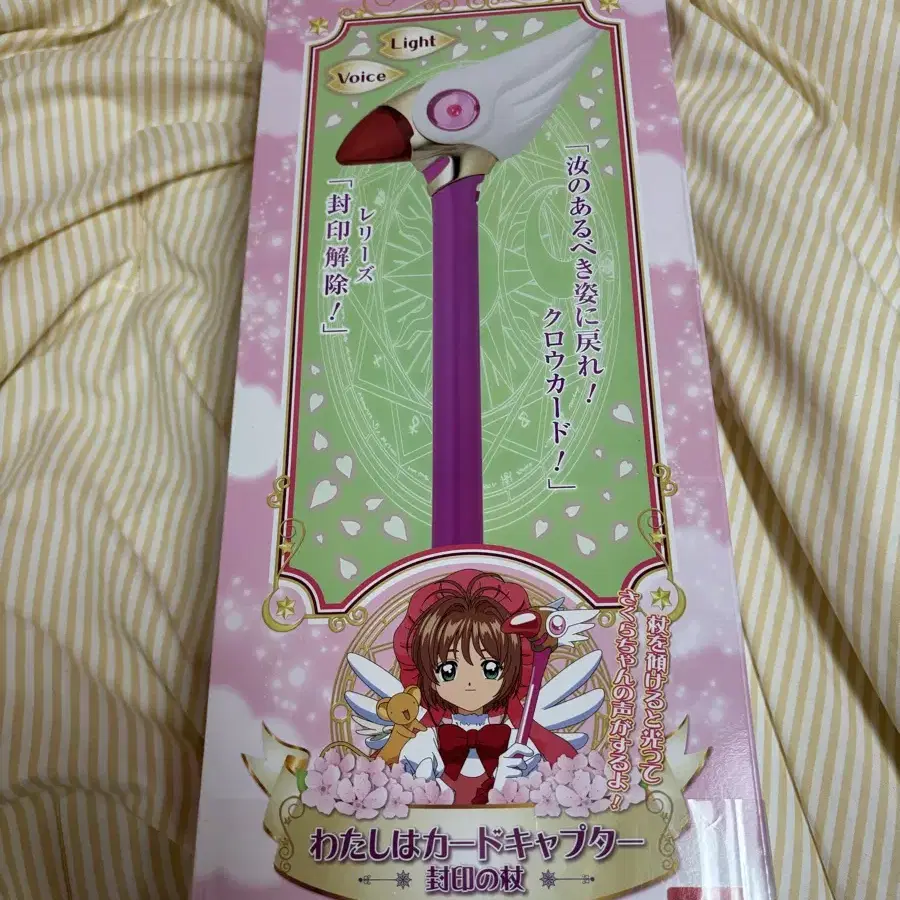 Light
Voice
「汝のあるべき姿に戻れ！
クロウカード！」
レリーズ
「封印解除！」
杖を傾けると光って
さくらちゃんの声がするよ！
わたしはカードキャプター
封印の杖